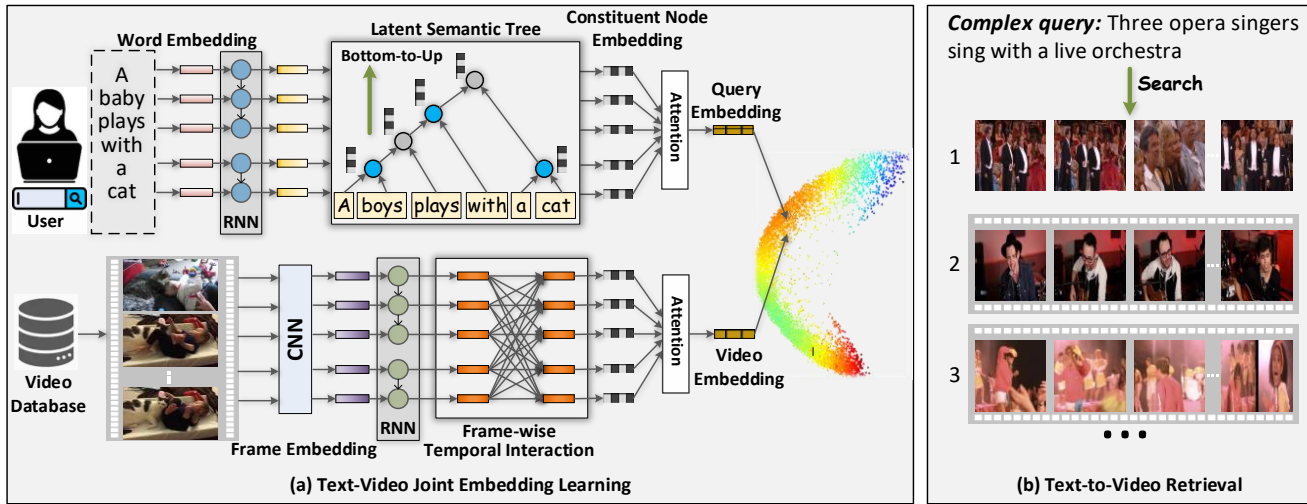 Word Embedding
A
baby
plays
with
a
cat
User
RNN
Latent Semantic Tree
Bottom-to-Up
A boys plays with a cat
Constituent Node
Embedding
Attention
Query
Embedding
Video
Database
CNN
Frame Embedding
RNN
Frame-wise
Temporal Interaction
Attention
Video
Embedding
(a) Text-Video Joint Embedding Learning
Complex query: Three opera singers
sing with a live orchestra
Search
1
2
3
(b) Text-to-Video Retrieval